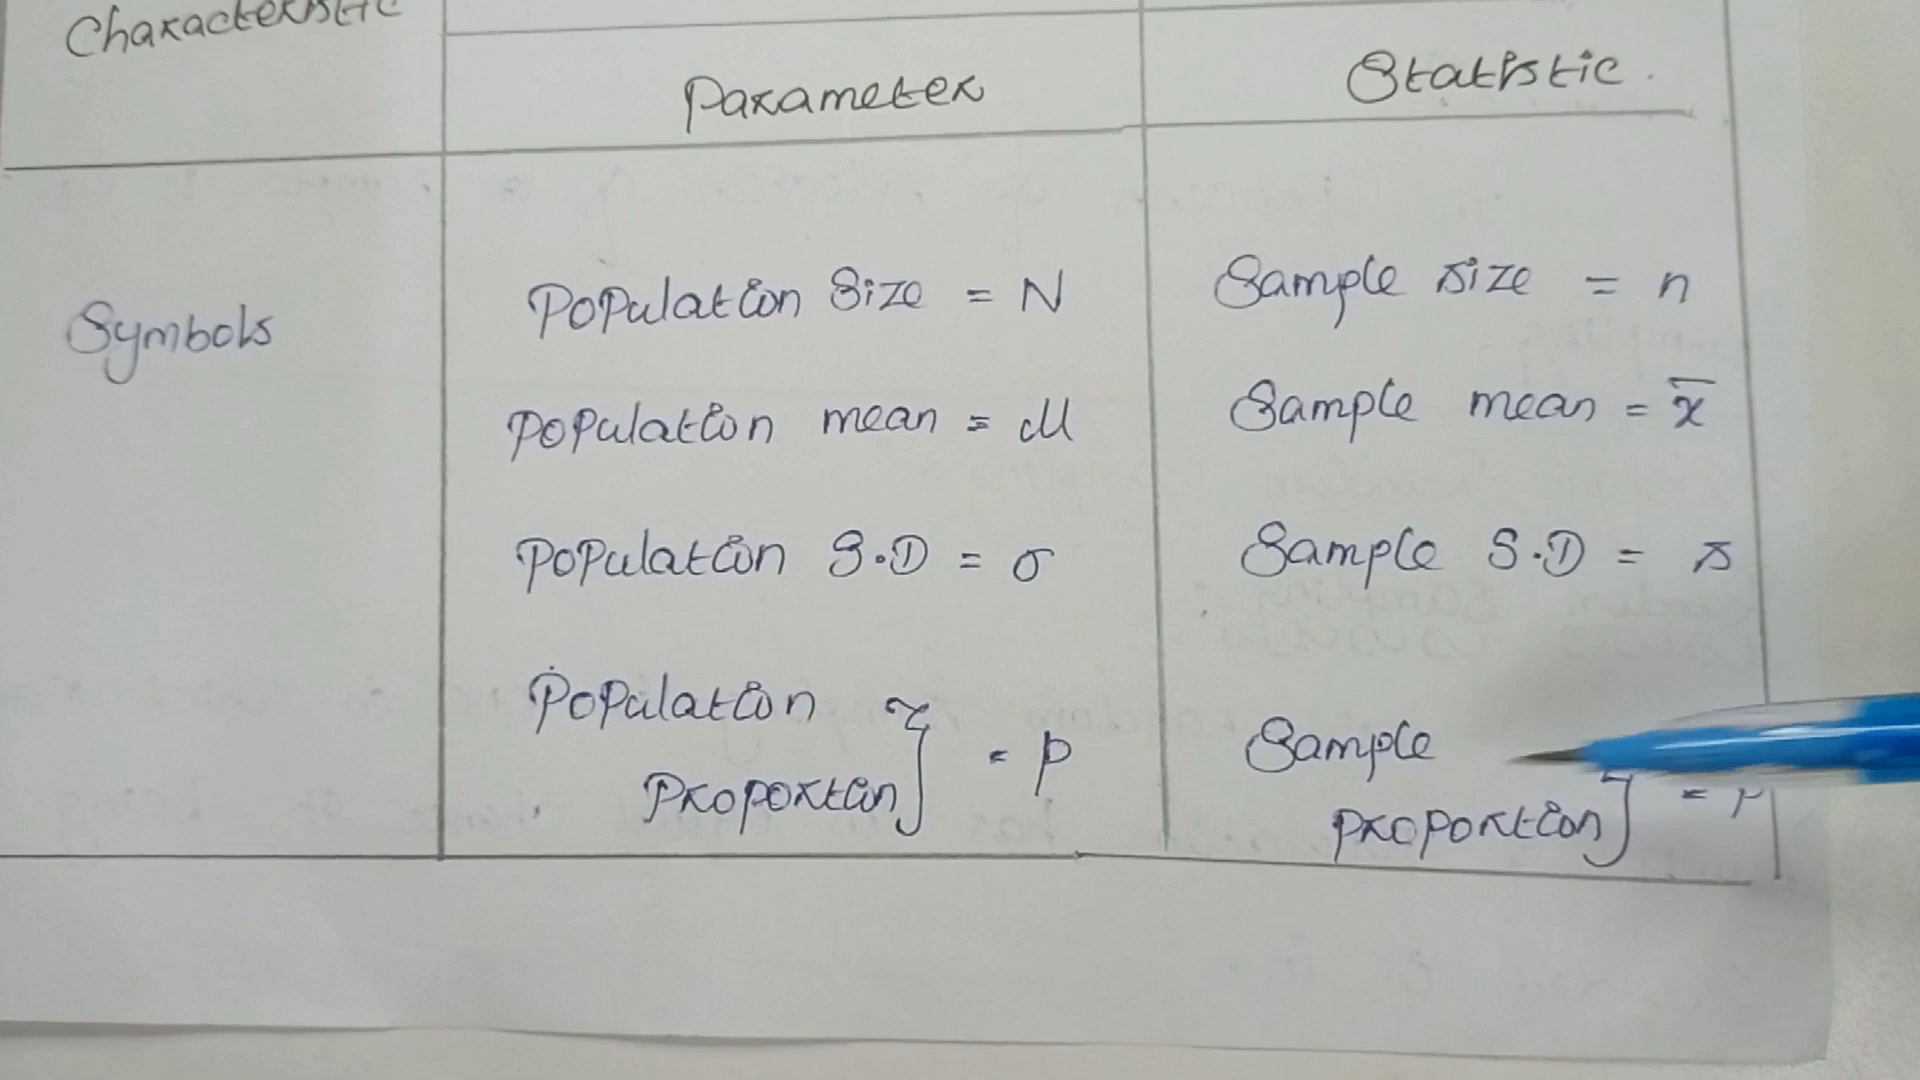 Characteristic
Parameter
Statistic.
Symbols
Population Size = N
Population mean = μ
Population S.D = σ
Population
Proportion } = p
Sample size = n
Sample mean = x̄
Sample S.D = s
Sample
proportion } =